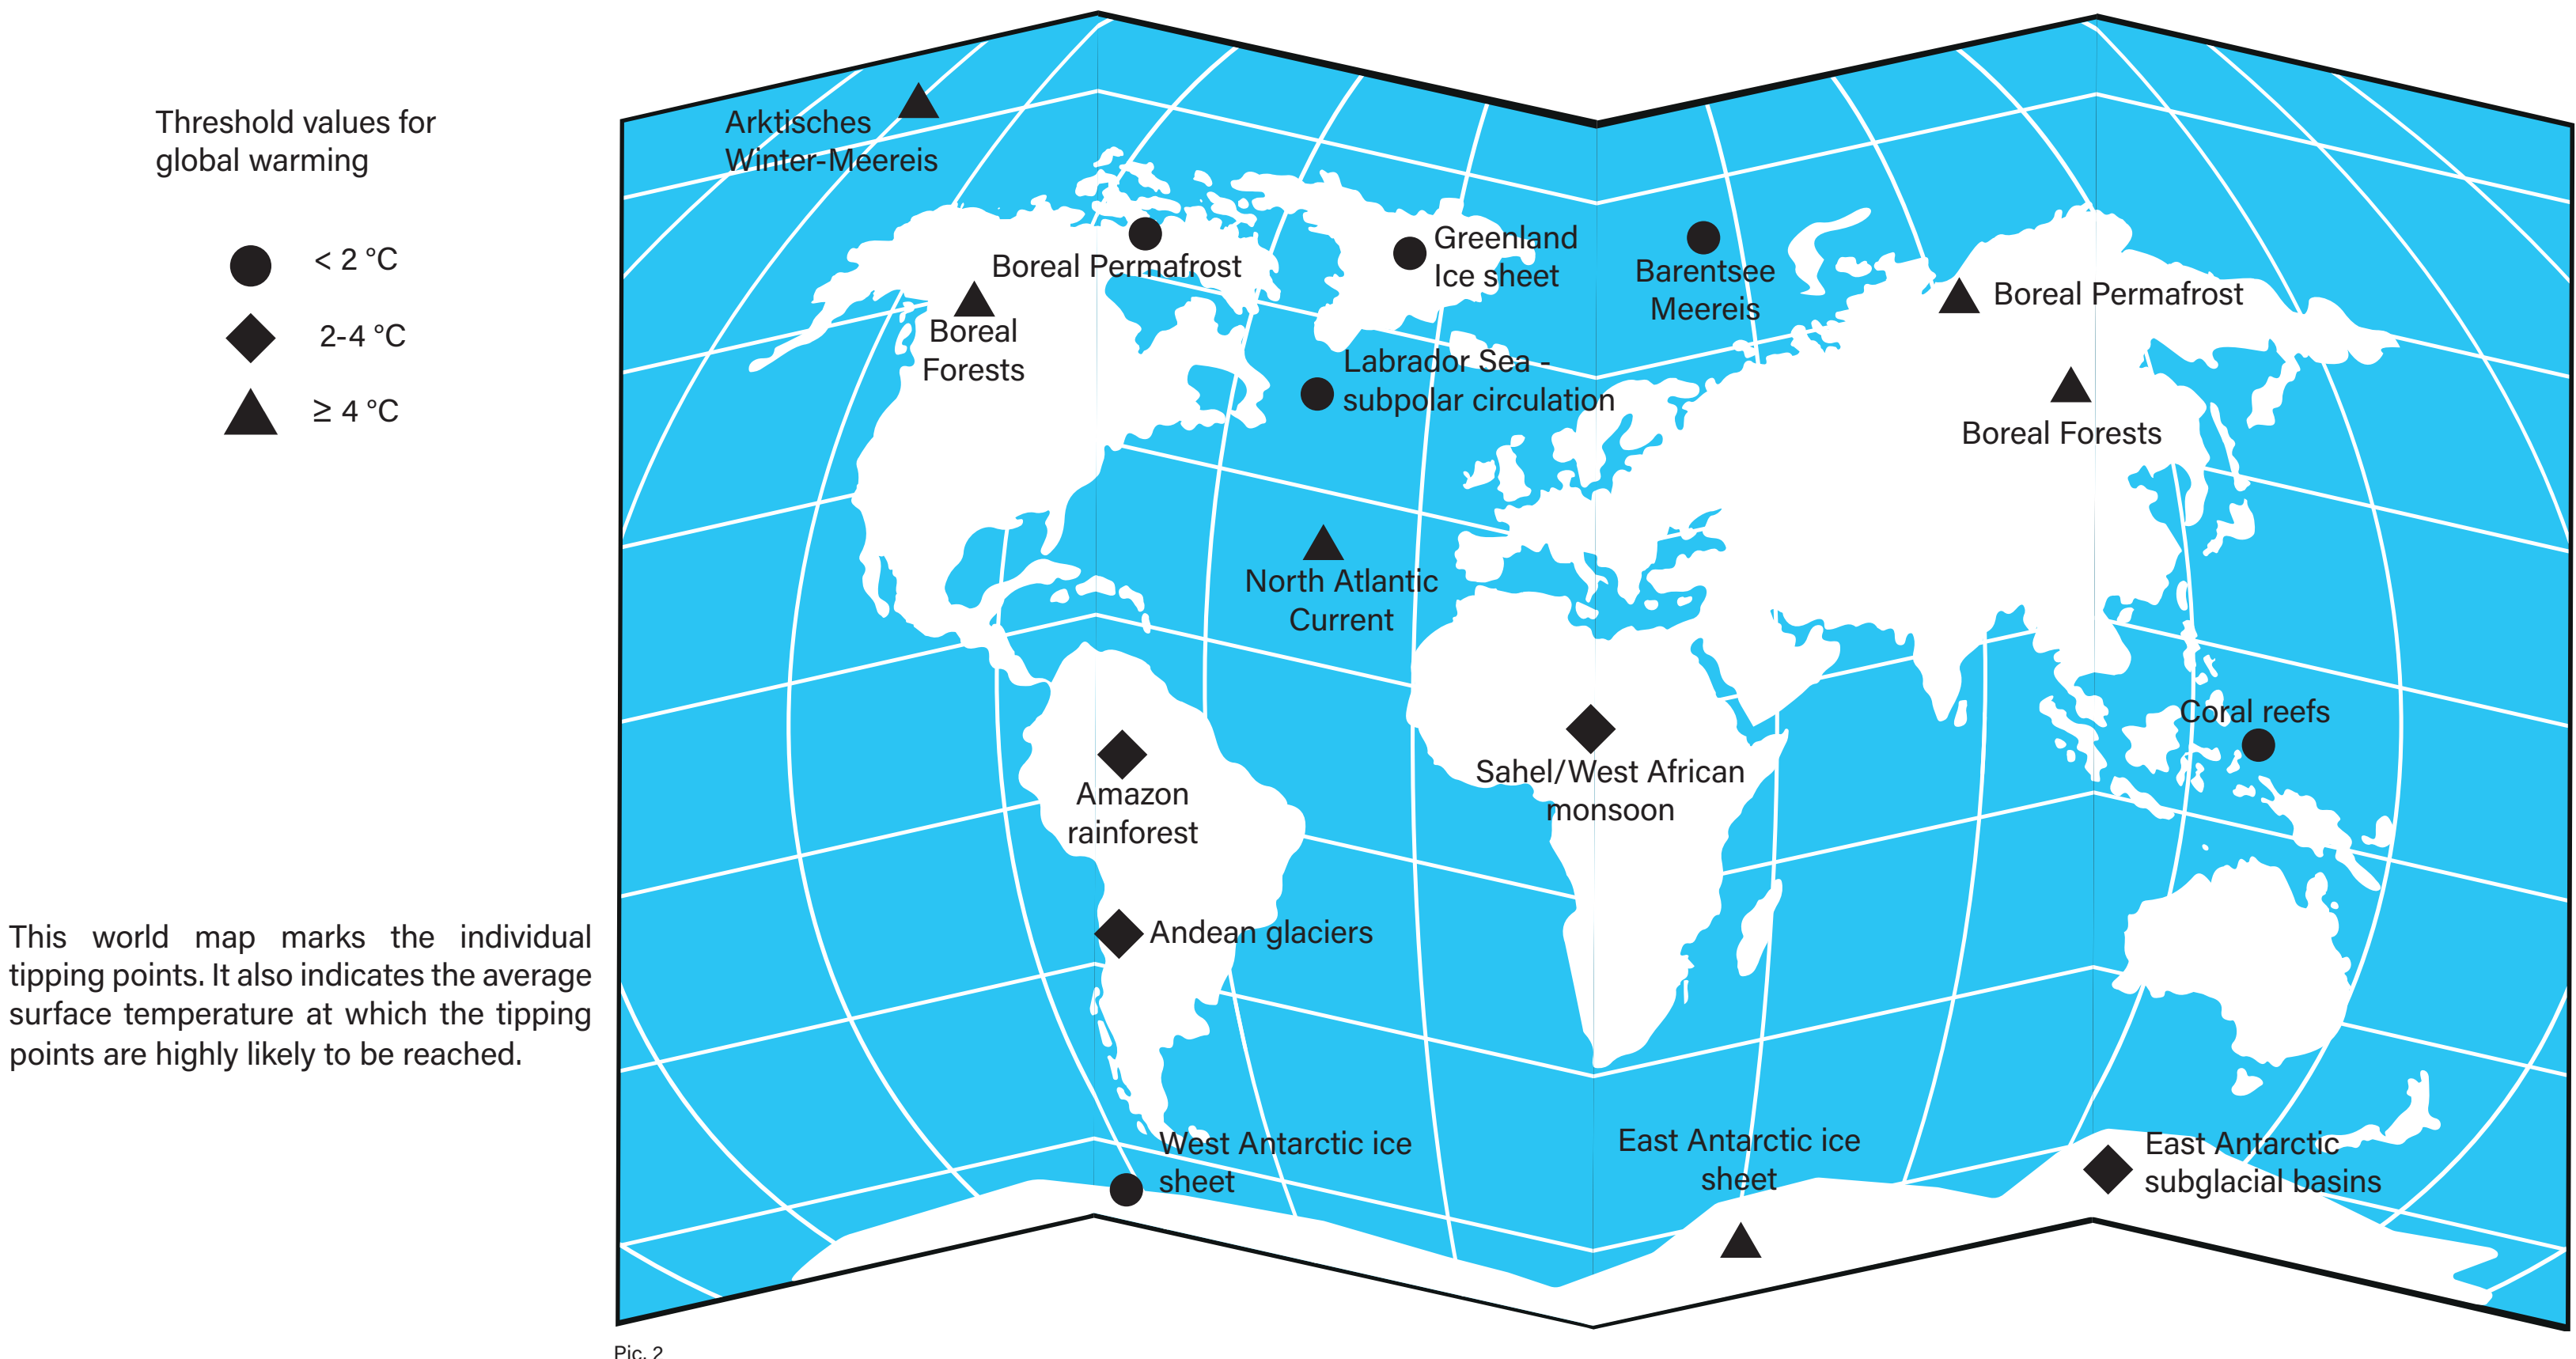 Threshold values for
global warming
< 2 °C
2-4 °C
≥ 4 °C
This world map marks the individual
tipping points. It also indicates the average
surface temperature at which the tipping
points are highly likely to be reached.
Arktisches
Winter-Meereis
Boreal Permafrost
Boreal
Forests
Greenland
Ice sheet
Barentsee
Meereis
Boreal Permafrost
Labrador Sea -
subpolar circulation
Boreal Forests
North Atlantic
Current
Coral reefs
Sahel/West African
monsoon
Amazon
rainforest
Andean glaciers
West Antarctic ice
sheet
East Antarctic ice
sheet
East Antarctic
subglacial basins
Pic. 2